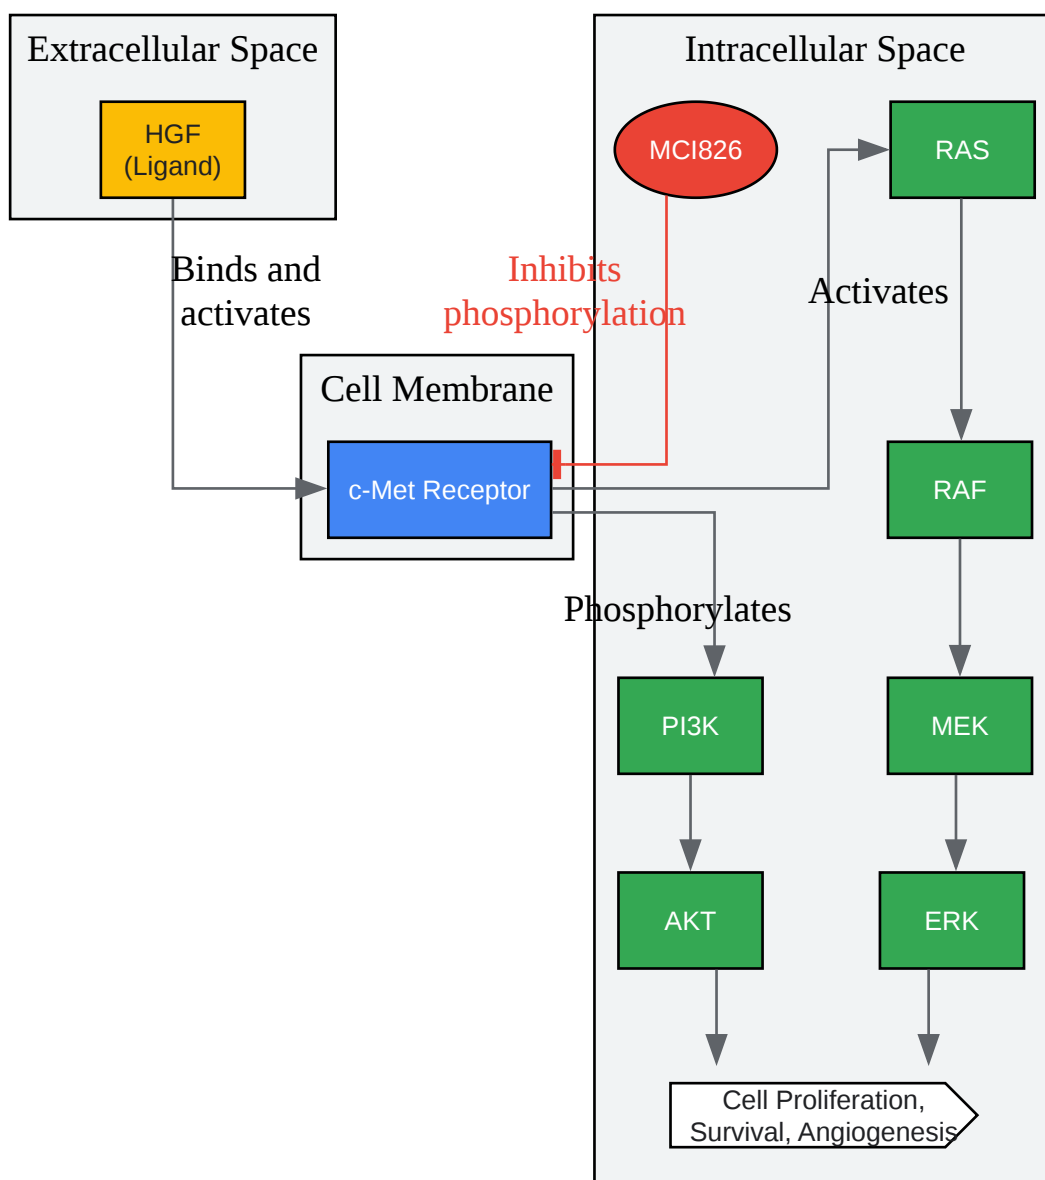 Extracellular Space
Intracellular Space
HGF
(Ligand)
MCI826
RAS
Binds and
activates
Inhibits
phosphorylation
Activates
Cell Membrane
c-Met Receptor
RAF
Phosphorylates
PI3K
MEK
AKT
ERK
Cell Proliferation,
Survival, Angiogenesis